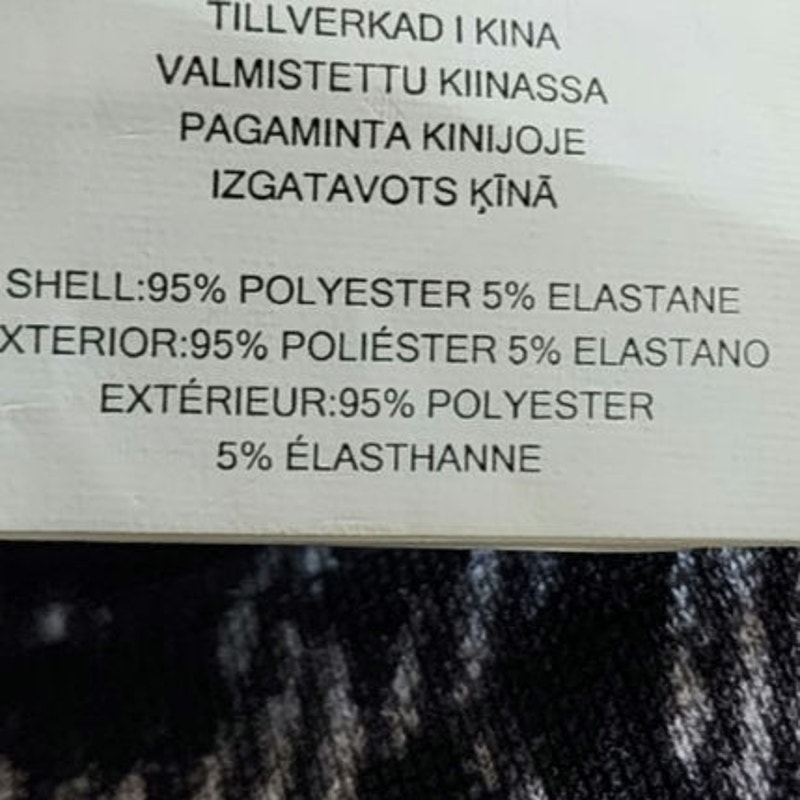 TILLVERKAD I KINA
VALMISTETTU KIINASSA
PAGAMINTA KINIJOJE
IZGATAVOTS ĶĪNĀ
SHELL:95% POLYESTER 5% ELASTANE
XTERIOR:95% POLIÉSTER 5% ELASTANO
EXTÉRIEUR:95% POLYESTER
5% ÉLASTHANNE